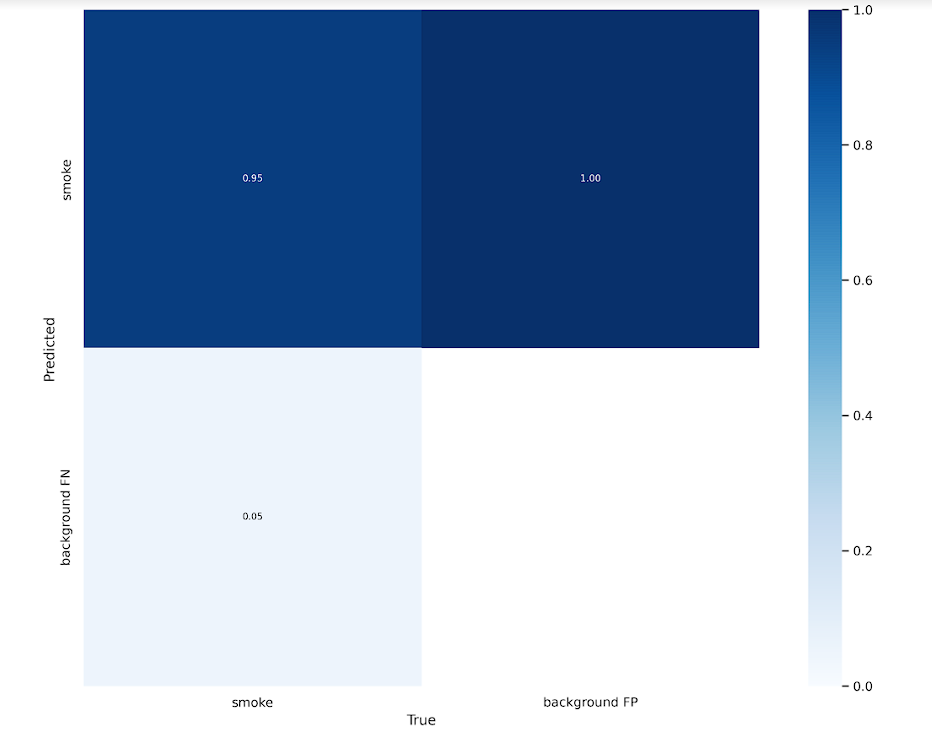 1.0
smoke
0.95
1.00
0.8
0.6
Predicted
0.4
background FN
0.05
0.2
0.0
smoke
background FP
True